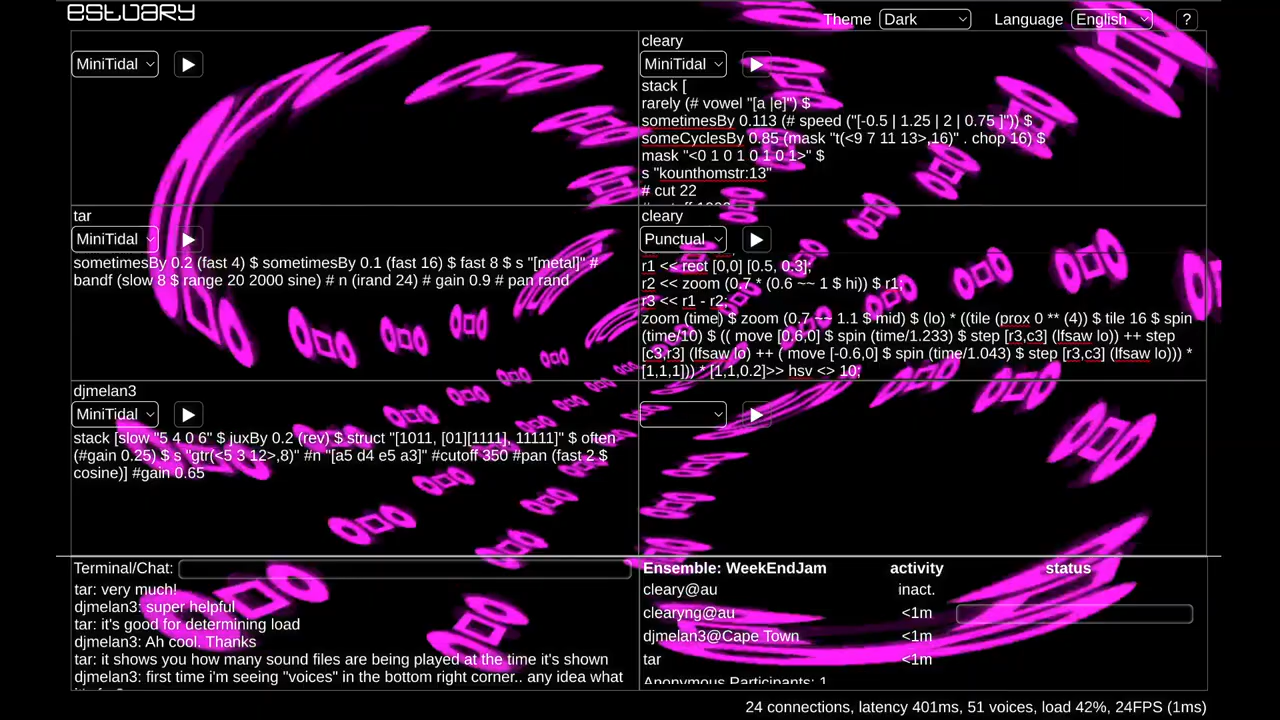 estuary
Theme Dark Language English ?
MiniTidal
cleary
MiniTidal
stack [
rarely (# vowel "[a |e]") $
sometimesBy 0.113 (# speed ("[-0.5 | 1.25 | 2 | 0.75 ]")) $
someCyclesBy 0.85 (mask "t(<9 7 11 13>,16)" . chop 16) $
mask "<0 1 0 1 0 1 0 1>" $
s "kounthomstr:13"
# cut 22
tar
MiniTidal
sometimesBy 0.2 (fast 4) $ sometimesBy 0.1 (fast 16) $ fast 8 $ s "[metal]" #
bandf (slow 8 $ range 20 2000 sine) # n (irand 24) # gain 0.9 # pan rand
cleary
Punctual
r1 << rect [0,0] [0.5, 0.3];
r2 << zoom (0.7 * (0.6 ~~ 1 $ hi)) $ r1;
r3 << r1 - r2;
zoom (time) $ zoom (0.7 ~~ 1.1 $ mid) $ (lo) * ((tile (prox 0 ** (4)) $ tile 16 $ spin
(time/10) $ (( move [0.6,0] $ spin (time/1.233) $ step [r3,c3] (lfsaw lo)) ++ step
[c3,r3] (lfsaw lo) ++ ( move [-0.6,0] $ spin (time/1.043) $ step [r3,c3] (lfsaw lo))) *
[1,1,1])) * [1,1,0.2]>> hsv <> 10;
djmelan3
MiniTidal
stack [slow "5 4 0 6" $ juxBy 0.2 (rev) $ struct "[1011, [01][1111], 11111]" $ often
(#gain 0.25) $ s "gtr(<5 3 12>,8)" #n "[a5 d4 e5 a3]" #cutoff 350 #pan (fast 2 $
cosine)] #gain 0.65
Terminal/Chat:
tar: very much!
djmelan3: super helpful
tar: it's good for determining load
djmelan3: Ah cool. Thanks
tar: it shows you how many sound files are being played at the time it's shown
djmelan3: first time i'm seeing "voices" in the bottom right corner.. any idea what
Ensemble: WeekEndJam activity status
cleary@au inact.
clearyng@au <1m
djmelan3@Cape Town <1m
tar <1m
Anonymous Participants: 1
24 connections, latency 401ms, 51 voices, load 42%, 24FPS (1ms)